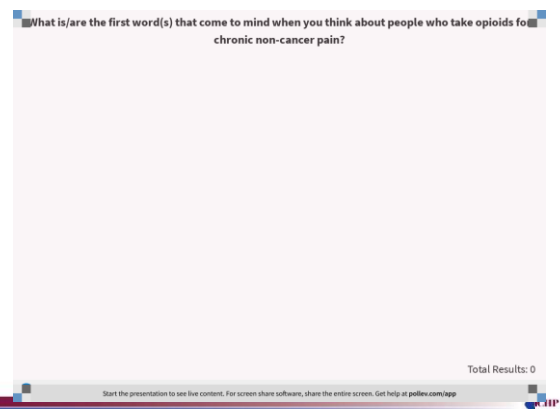 What is/are the first word(s) that come to mind when you think about people who take opioids for
chronic non-cancer pain?
Total Results: 0
Start the presentation to see live content. For screen share software, share the entire screen. Get help at pollev.com/app